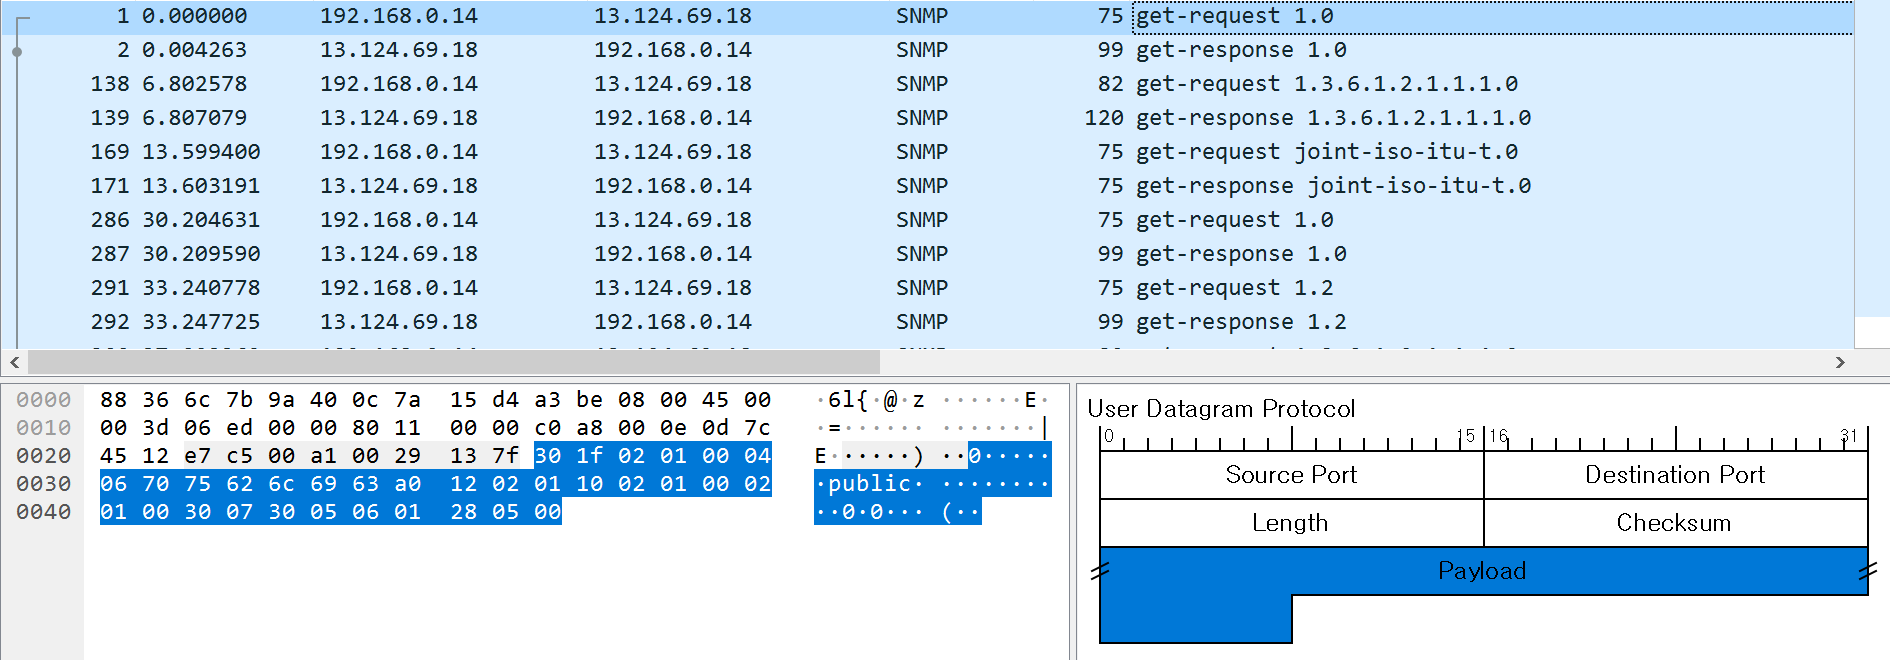 1 0.000000 192.168.0.14 13.124.69.18 SNMP 75 get-request 1.0
2 0.004263 13.124.69.18 192.168.0.14 SNMP 99 get-response 1.0
138 6.802578 192.168.0.14 13.124.69.18 SNMP 82 get-request 1.3.6.1.2.1.1.1.0
139 6.807079 13.124.69.18 192.168.0.14 SNMP 120 get-response 1.3.6.1.2.1.1.1.0
169 13.599400 192.168.0.14 13.124.69.18 SNMP 75 get-request joint-iso-itu-t.0
171 13.603191 13.124.69.18 192.168.0.14 SNMP 75 get-response joint-iso-itu-t.0
286 30.204631 192.168.0.14 13.124.69.18 SNMP 75 get-request 1.0
287 30.209590 13.124.69.18 192.168.0.14 SNMP 99 get-response 1.0
291 33.240778 192.168.0.14 13.124.69.18 SNMP 75 get-request 1.2
292 33.247725 13.124.69.18 192.168.0.14 SNMP 99 get-response 1.2
0000 88 36 6c 7b 9a 40 0c 7a 15 d4 a3 be 08 00 45 00 ·6l{·@·z ······E·
0010 00 3d 06 ed 00 00 80 11 00 00 c0 a8 00 0e 0d 7c ·=······ ·······|
0020 45 12 e7 c5 00 a1 00 29 13 7f 30 1f 02 01 00 04 E······) ··0·····
0030 06 70 75 62 6c 69 63 a0 12 02 01 10 02 01 00 02 ·public· ········
0040 01 00 30 07 30 05 06 01 28 05 00 ··0·0··· (··
User Datagram Protocol
0 15 16 31
Source Port Destination Port
Length Checksum
Payload